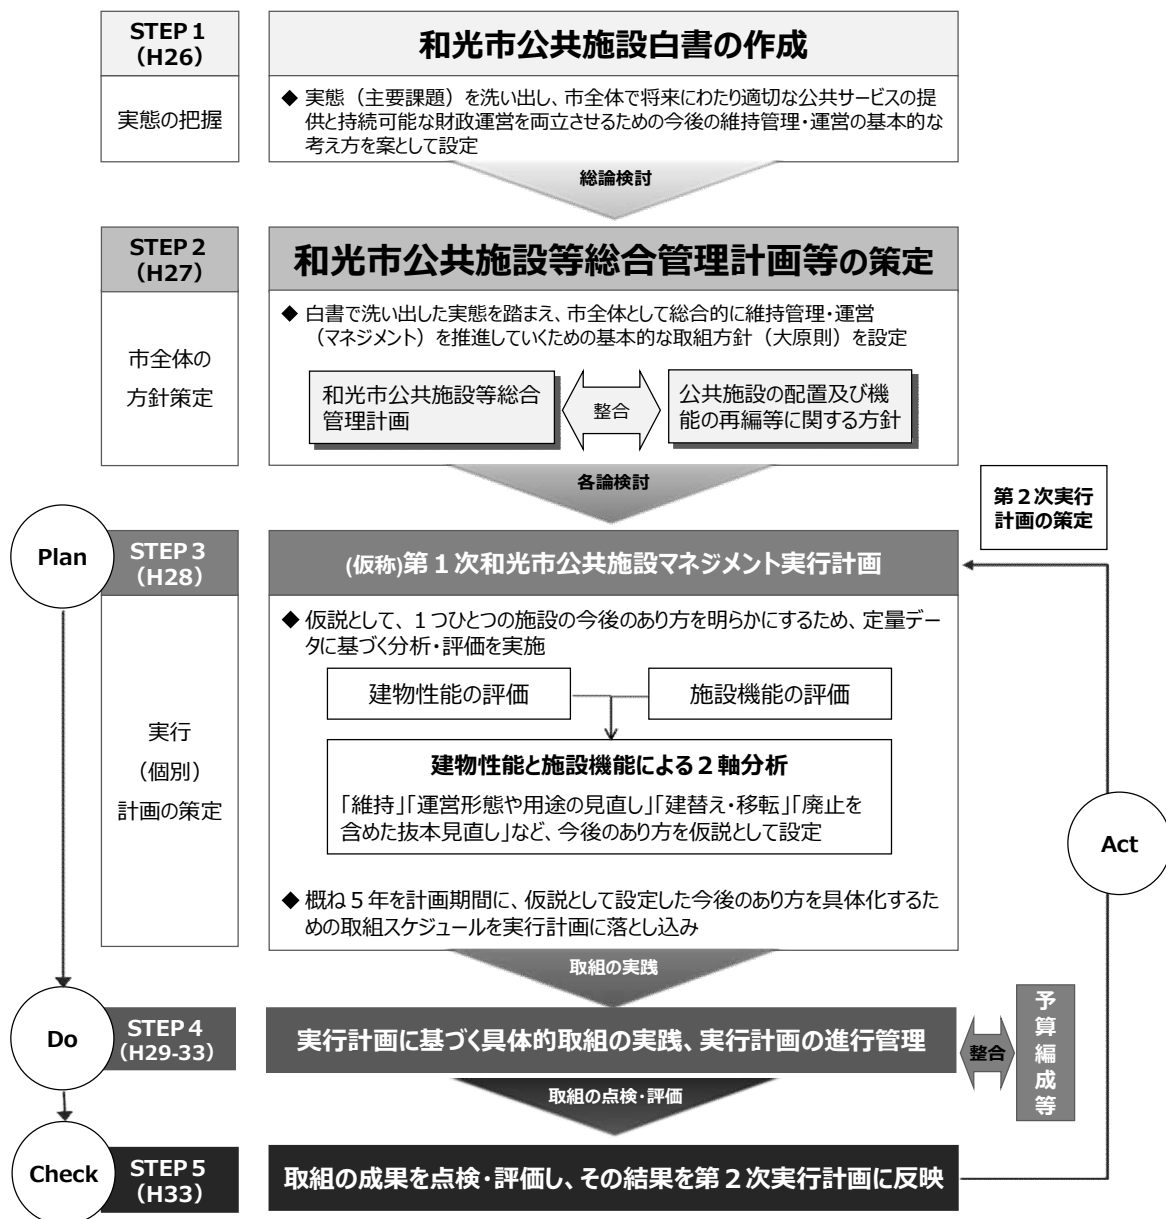 STEP 1
（H26）
実態の把握
和光市公共施設白書の作成
◆ 実態（主要課題）を洗い出し、市全体で将来にわたり適切な公共サービスの提
供と持続可能な財政運営を両立させるための今後の維持管理・運営の基本的な
考え方を案として設定
総論検討
STEP 2
（H27）
市全体の
方針策定
和光市公共施設等総合管理計画等の策定
◆ 白書で洗い出した実態を踏まえ、市全体として総合的に維持管理・運営
（マネジメント）を推進していくための基本的な取組方針（大原則）を設定
和光市公共施設等総合
管理計画
整合
公共施設の配置及び機
能の再編等に関する方針
各論検討
第２次実行
計画の策定
Plan
STEP 3
（H28）
実行
（個別）
計画の策定
(仮称)第１次和光市公共施設マネジメント実行計画
◆ 仮説として、１つひとつの施設の今後のあり方を明らかにするため、定量デー
タに基づく分析・評価を実施
建物性能の評価
施設機能の評価
建物性能と施設機能による２軸分析
「維持」「運営形態や用途の見直し」「建替え・移転」「廃止を
含めた抜本見直し」など、今後のあり方を仮説として設定
◆ 概ね５年を計画期間に、仮説として設定した今後のあり方を具体化するた
めの取組スケジュールを実行計画に落とし込み
Act
取組の実践
Do
STEP 4
（H29-33）
実行計画に基づく具体的取組の実践、実行計画の進行管理
整合
予算編成等
取組の点検・評価
Check
STEP 5
（H33）
取組の成果を点検・評価し、その結果を第２次実行計画に反映